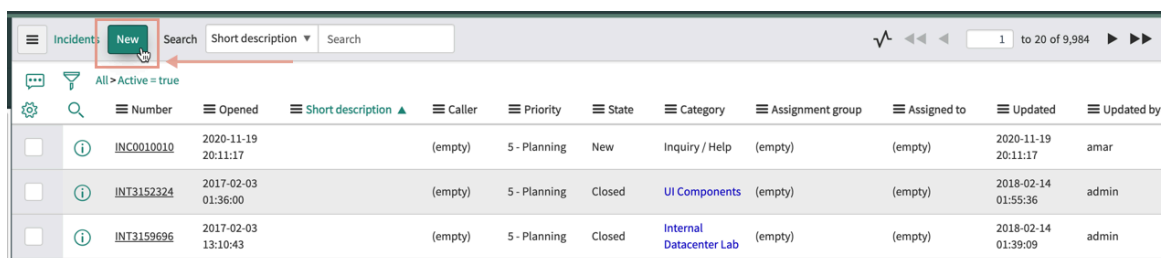 Incidents New Search Short description ▼ Search 1 to 20 of 9,984
All > Active = true
Number Opened Short description ▲ Caller Priority State Category Assignment group Assigned to Updated Updated by
INC0010010 2020-11-19 20:11:17 (empty) 5 - Planning New Inquiry / Help (empty) (empty) 2020-11-19 20:11:17 amar
INT3152324 2017-02-03 01:36:00 (empty) 5 - Planning Closed UI Components (empty) (empty) 2018-02-14 01:55:36 admin
INT3159696 2017-02-03 13:10:43 (empty) 5 - Planning Closed Internal Datacenter Lab (empty) (empty) 2018-02-14 01:39:09 admin